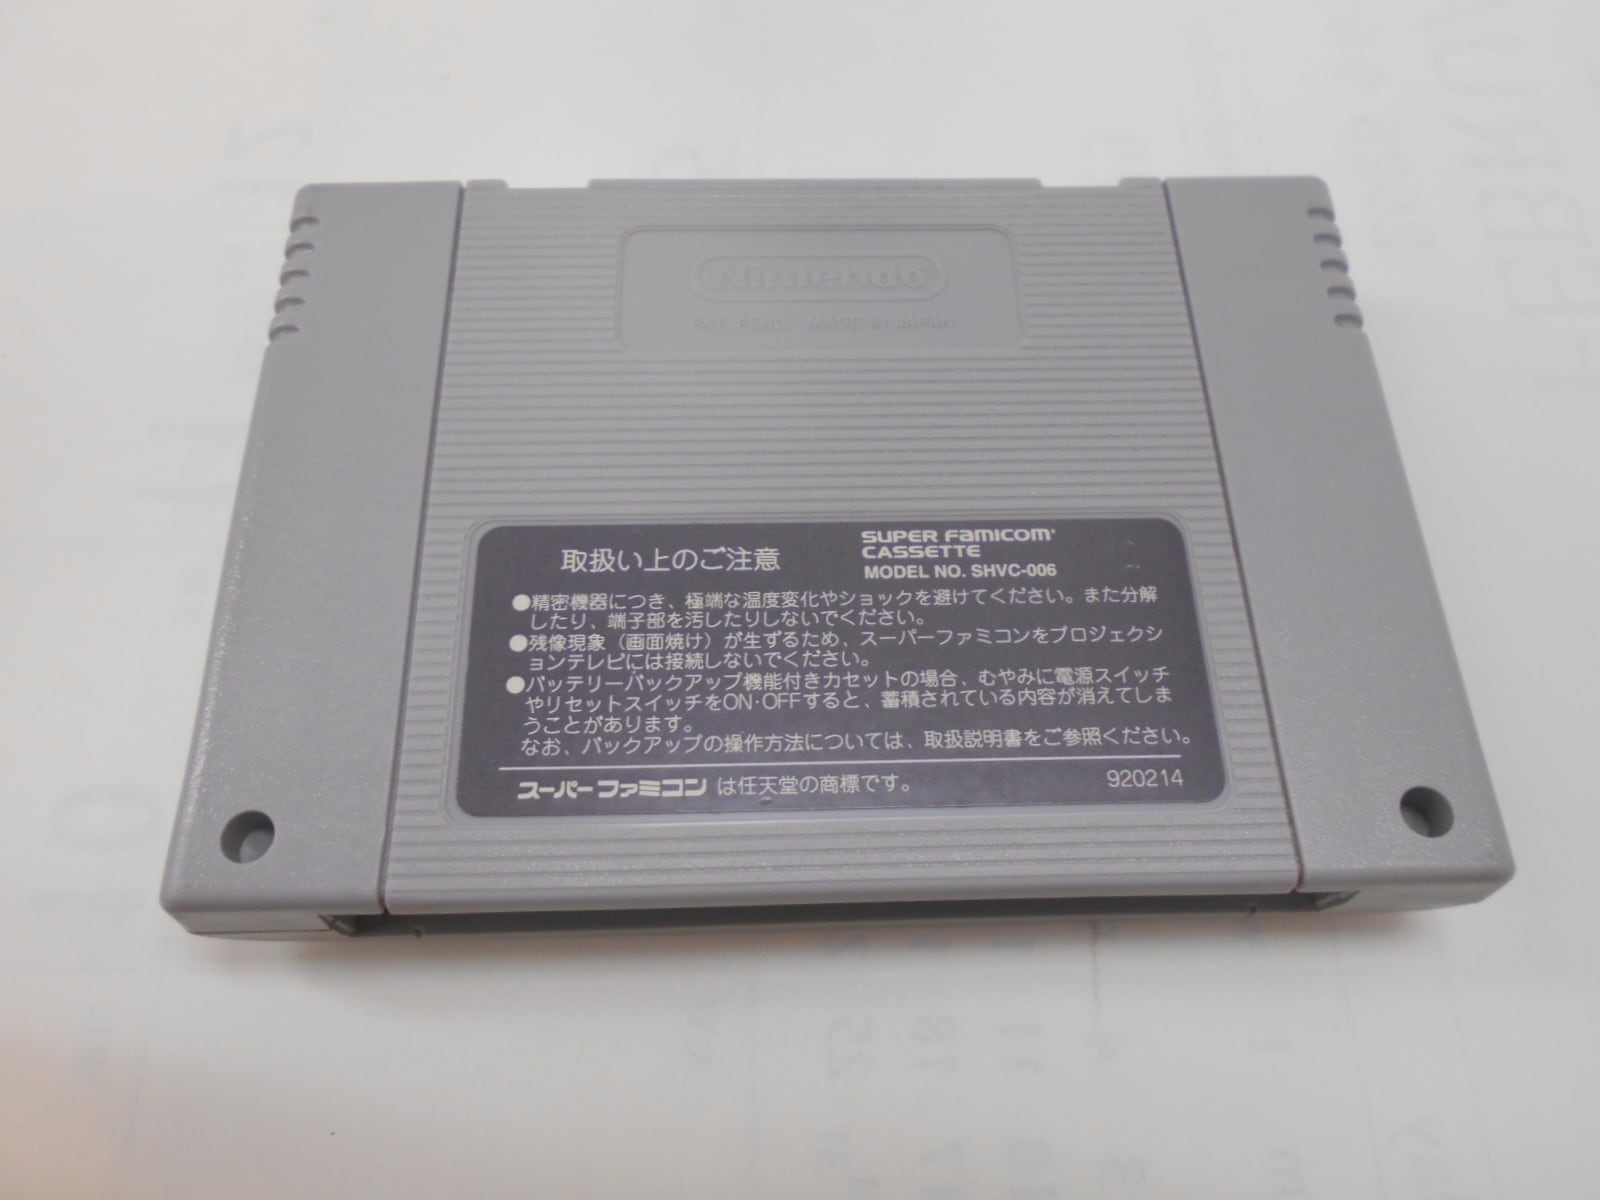 Nintendo
PAT. PEND. MADE IN JAPAN
取扱い上のご注意
SUPER FAMICOM
CASSETTE
MODEL NO. SHVC-006
●精密機器につき、極端な温度変化やショックを避けてください。また分解
したり、端子部を汚したりしないでください。
●残像現象（画面焼け）が生ずるため、スーパーファミコンをプロジェクシ
ョンテレビには接続しないでください。
●バッテリーバックアップ機能付きカセットの場合、むやみに電源スイッチ
やリセットスイッチをON·OFFすると、蓄積されている内容が消えてしま
うことがあります。
なお、バックアップの操作方法については、取扱説明書をご参照ください。
スーパーファミコン は任天堂の商標です。
920214